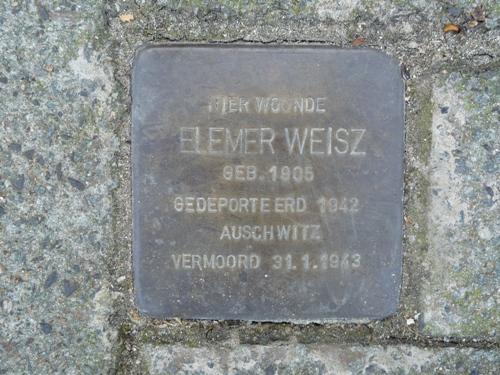 HIER WOONDE
ELEMER WEISZ
GEB. 1905
GEDEPORTEERD 1942
AUSCHWITZ
VERMOORD 31.1.1943